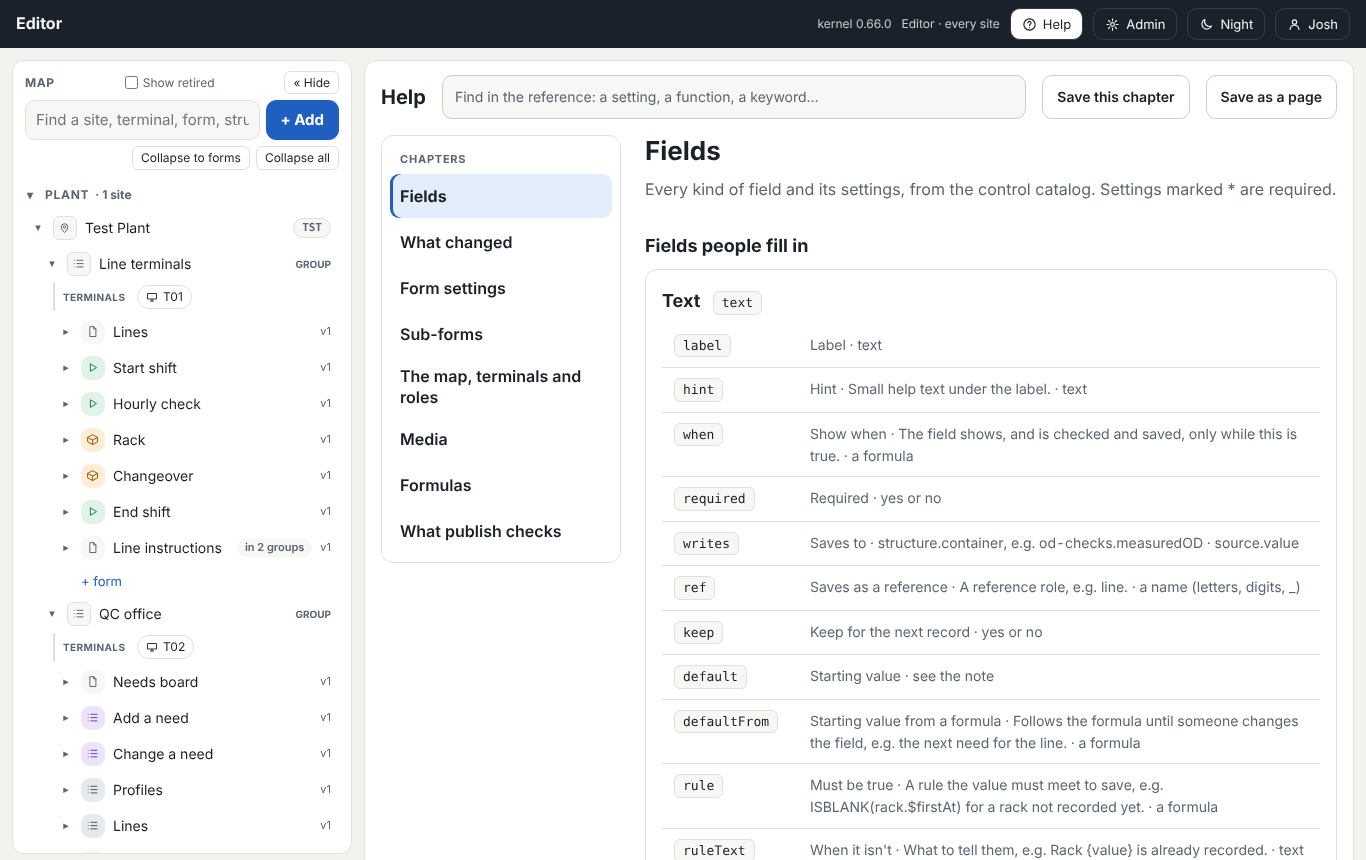 Editor
kernel 0.66.0 Editor · every site Help Admin Night Josh
MAP Show retired « Hide
Find a site, terminal, form, stru + Add
Collapse to forms Collapse all
PLANT · 1 site
Test Plant TST
Line terminals GROUP
TERMINALS T01
Lines v1
Start shift v1
Hourly check v1
Rack v1
Changeover v1
End shift v1
Line instructions in 2 groups v1
+ form
QC office GROUP
TERMINALS T02
Needs board v1
Add a need v1
Change a need v1
Profiles v1
Lines v1
Help Find in the reference: a setting, a function, a keyword... Save this chapter Save as a page
CHAPTERS
Fields
What changed
Form settings
Sub-forms
The map, terminals and
roles
Media
Formulas
What publish checks
Fields
Every kind of field and its settings, from the control catalog. Settings marked * are required.
Fields people fill in
Text text
label Label · text
hint Hint · Small help text under the label. · text
when Show when · The field shows, and is checked and saved, only while this is
true. · a formula
required Required · yes or no
writes Saves to · structure.container, e.g. od-checks.measuredOD · source.value
ref Saves as a reference · A reference role, e.g. line. · a name (letters, digits, _)
keep Keep for the next record · yes or no
default Starting value · see the note
defaultFrom Starting value from a formula · Follows the formula until someone changes
the field, e.g. the next need for the line. · a formula
rule Must be true · A rule the value must meet to save, e.g.
ISBLANK(rack.$firstAt) for a rack not recorded yet. · a formula
ruleText When it isn't · What to tell them, e.g. Rack {value} is already recorded. · text